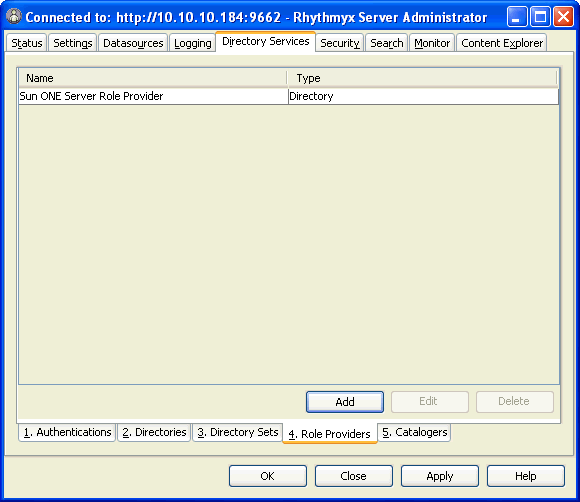 Connected to: http://10.10.10.184:9662 - Rhythmyx Server Administrator
Status Settings Datasources Logging Directory Services Security Search Monitor Content Explorer
Name Type
Sun ONE Server Role Provider Directory
Add Edit Delete
1. Authentications 2. Directories 3. Directory Sets 4. Role Providers 5. Catalogers
OK Close Apply Help